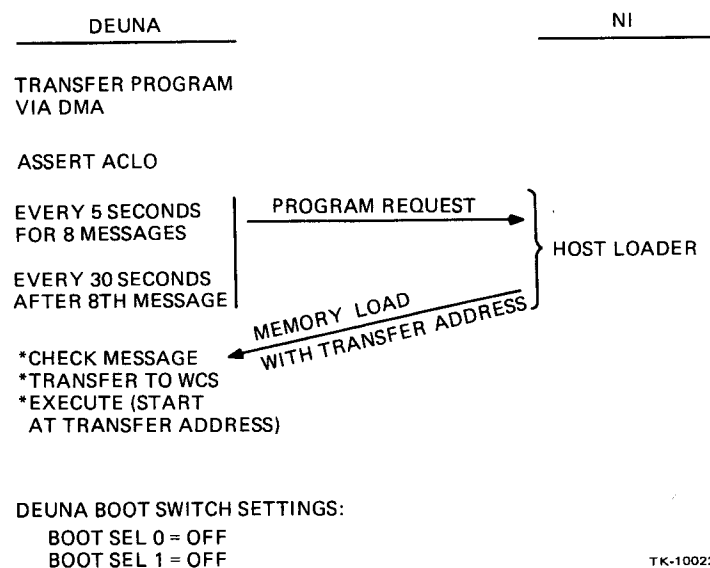 DEUNA
NI
TRANSFER PROGRAM
VIA DMA
ASSERT ACLO
EVERY 5 SECONDS
FOR 8 MESSAGES
PROGRAM REQUEST
HOST LOADER
EVERY 30 SECONDS
AFTER 8TH MESSAGE
MEMORY LOAD
WITH TRANSFER ADDRESS
*CHECK MESSAGE
*TRANSFER TO WCS
*EXECUTE (START
AT TRANSFER ADDRESS)
DEUNA BOOT SWITCH SETTINGS:
BOOT SEL 0 = OFF
BOOT SEL 1 = OFF
TK-10022